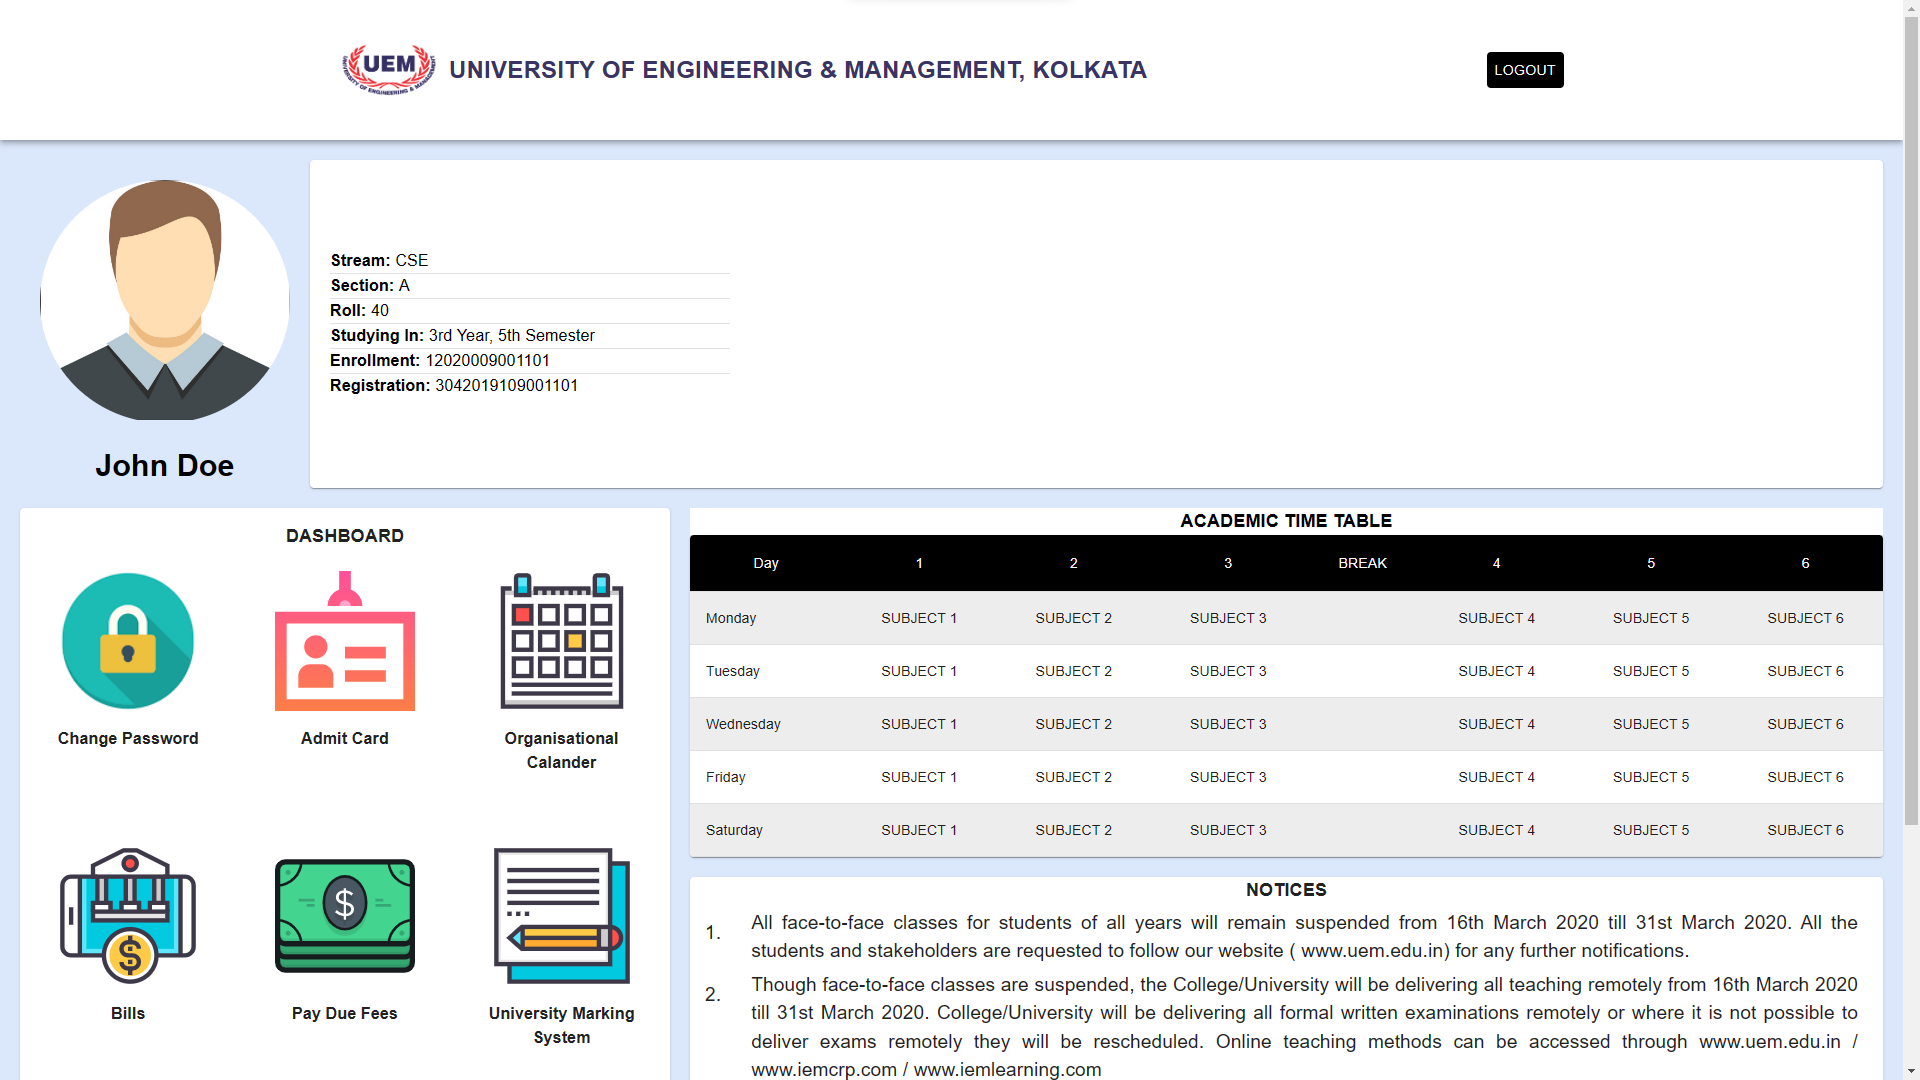 UEM
UNIVERSITY OF ENGINEERING & MANAGEMENT
UNIVERSITY OF ENGINEERING & MANAGEMENT, KOLKATA
LOGOUT
Stream: CSE
Section: A
Roll: 40
Studying In: 3rd Year, 5th Semester
Enrollment: 12020009001101
Registration: 3042019109001101
John Doe
DASHBOARD
Change Password
Admit Card
Organisational
Calander
$
Bills
$
Pay Due Fees
University Marking
System
ACADEMIC TIME TABLE
Day 1 2 3 BREAK 4 5 6
Monday SUBJECT 1 SUBJECT 2 SUBJECT 3 SUBJECT 4 SUBJECT 5 SUBJECT 6
Tuesday SUBJECT 1 SUBJECT 2 SUBJECT 3 SUBJECT 4 SUBJECT 5 SUBJECT 6
Wednesday SUBJECT 1 SUBJECT 2 SUBJECT 3 SUBJECT 4 SUBJECT 5 SUBJECT 6
Friday SUBJECT 1 SUBJECT 2 SUBJECT 3 SUBJECT 4 SUBJECT 5 SUBJECT 6
Saturday SUBJECT 1 SUBJECT 2 SUBJECT 3 SUBJECT 4 SUBJECT 5 SUBJECT 6
NOTICES
1. All face-to-face classes for students of all years will remain suspended from 16th March 2020 till 31st March 2020. All the
students and stakeholders are requested to follow our website ( www.uem.edu.in) for any further notifications.
2. Though face-to-face classes are suspended, the College/University will be delivering all teaching remotely from 16th March 2020
till 31st March 2020. College/University will be delivering all formal written examinations remotely or where it is not possible to
deliver exams remotely they will be rescheduled. Online teaching methods can be accessed through www.uem.edu.in /
www.iemcrp.com / www.iemlearning.com